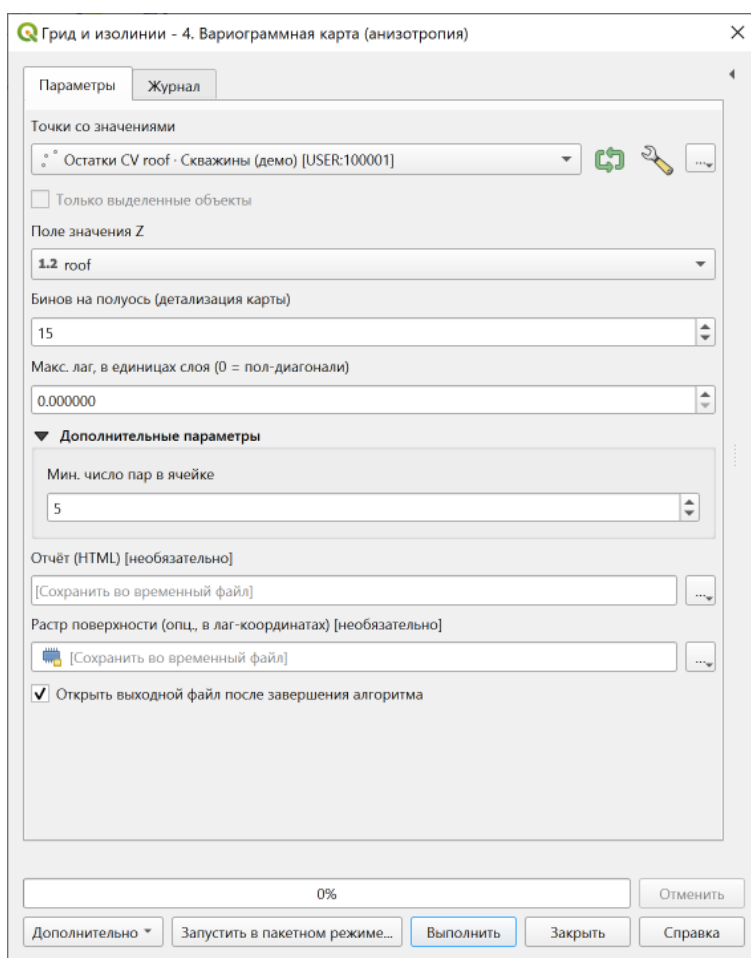 Грид и изолинии - 4. Вариограммная карта (анизотропия)
Параметры
Журнал
Точки со значениями
Остатки CV roof · Скважины (демо) [USER:100001]
...
Только выделенные объекты
Поле значения Z
1.2 roof
Бинов на полуось (детализация карты)
15
Макс. лаг, в единицах слоя (0 = пол-диагонали)
0.000000
Дополнительные параметры
Мин. число пар в ячейке
5
Отчёт (HTML) [необязательно]
[Сохранить во временный файл]
...
Растр поверхности (опц., в лаг-координатах) [необязательно]
[Сохранить во временный файл]
...
Открыть выходной файл после завершения алгоритма
0%
Отменить
Дополнительно
Запустить в пакетном режиме...
Выполнить
Закрыть
Справка